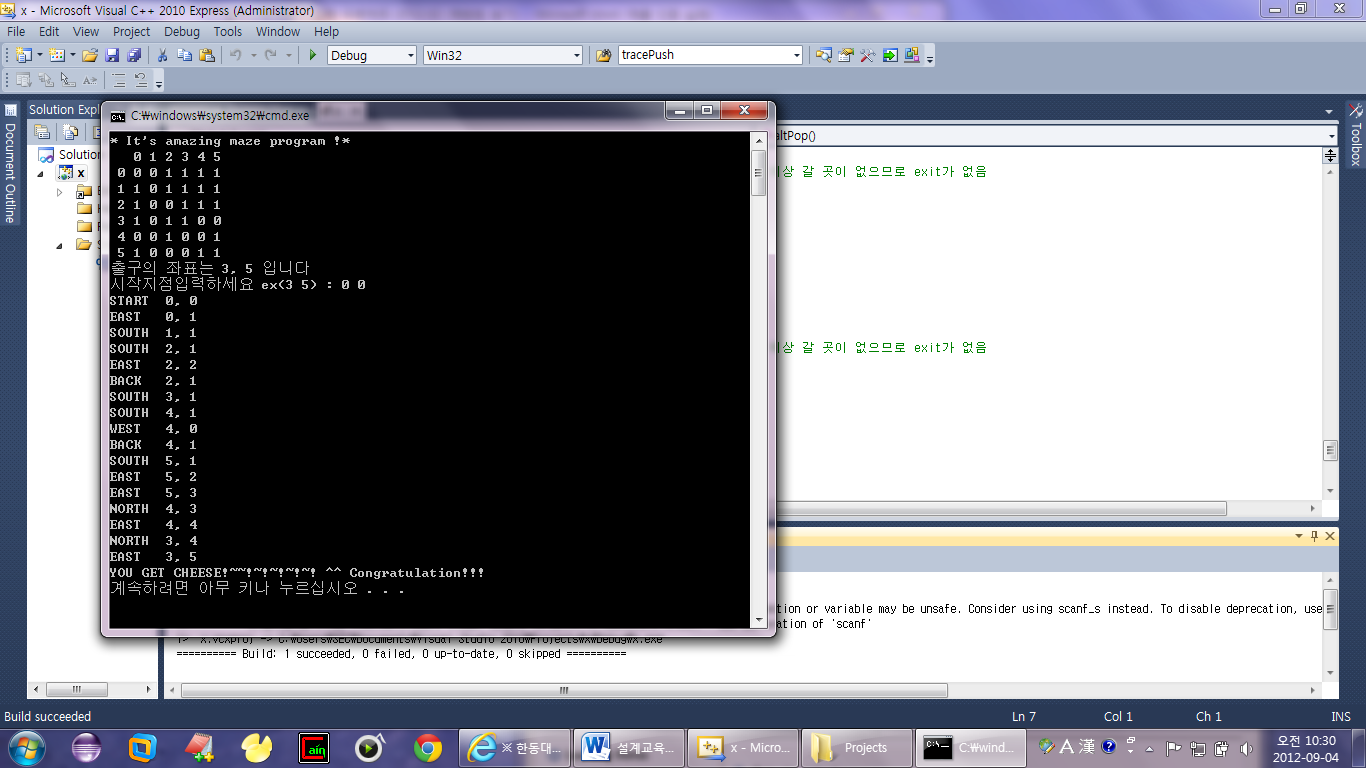 x - Microsoft Visual C++ 2010 Express (Administrator)
File Edit View Project Debug Tools Window Help
Debug Win32 tracePush
Solution Expl
C:₩windows₩system32₩cmd.exe
Document Outline
Toolbox
altPop()
Solution
x
* It's amazing maze program !*
0 1 2 3 4 5
0 0 0 1 1 1 1
1 1 0 1 1 1 1
2 1 0 0 1 1 1
3 1 0 1 1 0 0
4 0 0 1 0 0 1
5 1 0 0 0 1 1
출구의 좌표는 3, 5 입니다
시작지점입력하세요 ex(3 5) : 0 0
START 0, 0
EAST 0, 1
SOUTH 1, 1
SOUTH 2, 1
EAST 2, 2
BACK 2, 1
SOUTH 3, 1
SOUTH 4, 1
WEST 4, 0
BACK 4, 1
SOUTH 5, 1
EAST 5, 2
EAST 5, 3
NORTH 4, 3
EAST 4, 4
NORTH 3, 4
EAST 3, 5
YOU GET CHEESE!~~!~!~!~!~! ^^ Congratulation!!!
계속하려면 아무 키나 누르십시오 . . .
이상 갈 곳이 없으므로 exit가 없음
이상 갈 곳이 없으므로 exit가 없음
tion or variable may be unsafe. Consider using scanf_s instead. To disable deprecation, use
ation of 'scanf'
========== Build: 1 succeeded, 0 failed, 0 up-to-date, 0 skipped ==========
Build succeeded Ln 7 Col 1 Ch 1 INS
Cain ※ 한동대... 설계교육... x - Micro... Projects C:₩wind... A 漢 오전 10:30
2012-09-04